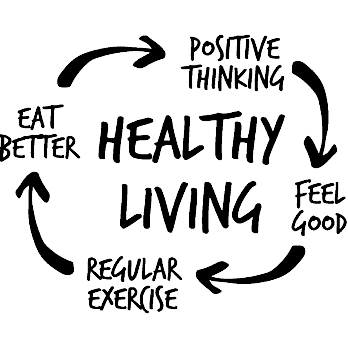 POSITIVE
THINKING
EAT
BETTER
HEALTHY
LIVING
FEEL
GOOD
REGULAR
EXERCISE